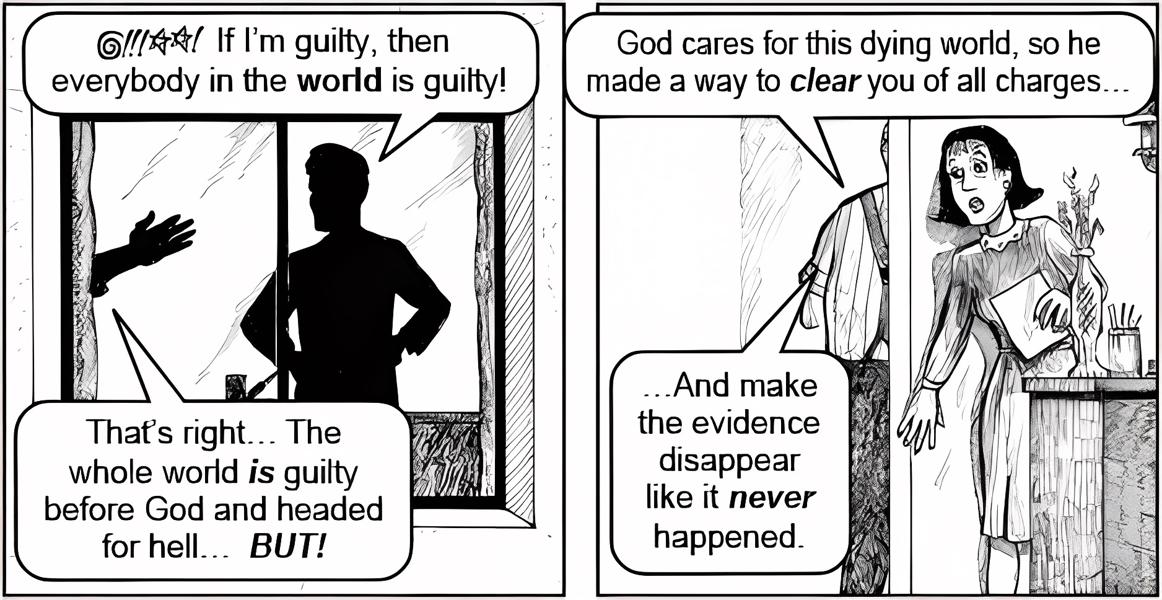 @!!!**! If I'm guilty, then
everybody in the world is guilty!
That's right... The
whole world is guilty
before God and headed
for hell... BUT!
God cares for this dying world, so he
made a way to clear you of all charges...
...And make
the evidence
disappear
like it never
happened.